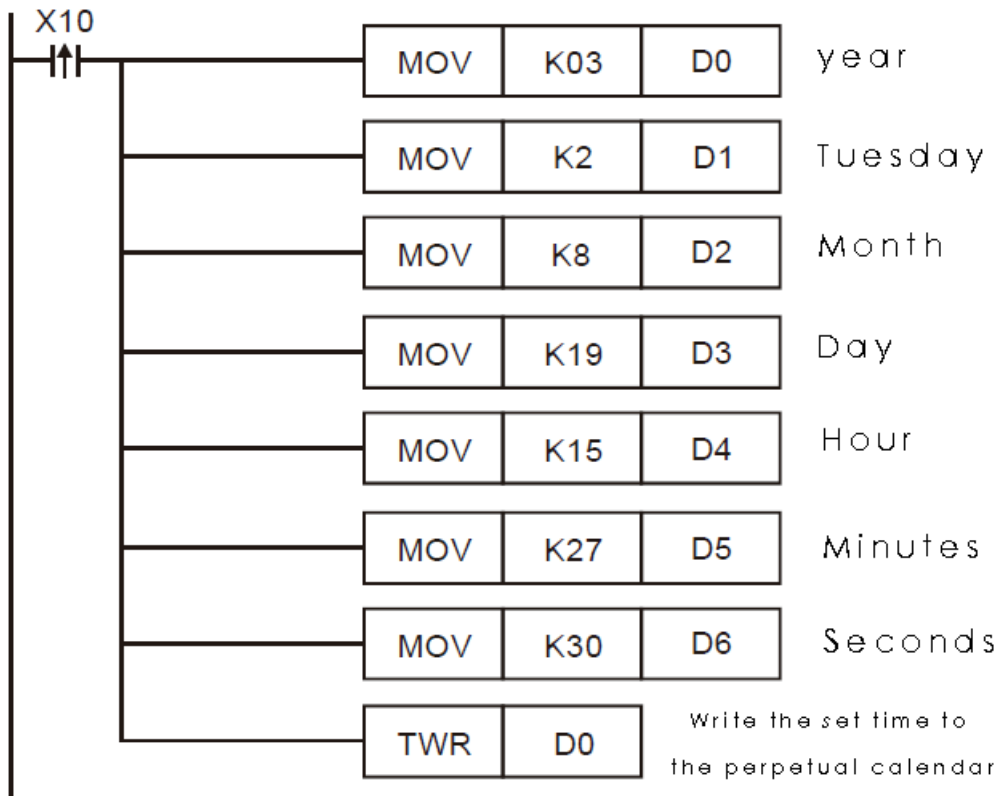 X10
MOV K03 D0 year
MOV K2 D1 Tuesday
MOV K8 D2 Month
MOV K19 D3 Day
MOV K15 D4 Hour
MOV K27 D5 Minutes
MOV K30 D6 Seconds
TWR D0 Write the set time to
the perpetual calendar